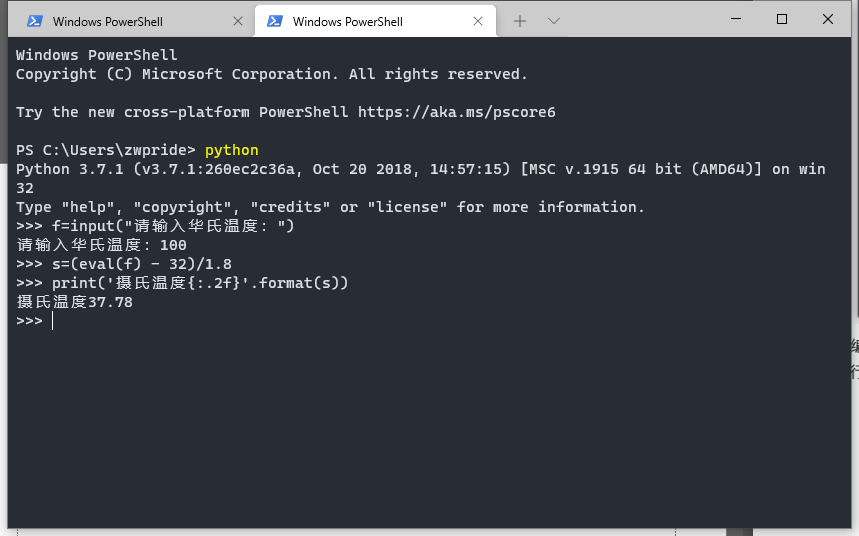 Windows PowerShell
Windows PowerShell
Windows PowerShell
Copyright (C) Microsoft Corporation. All rights reserved.
Try the new cross-platform PowerShell https://aka.ms/pscore6
PS C:\Users\zwpride> python
Python 3.7.1 (v3.7.1:260ec2c36a, Oct 20 2018, 14:57:15) [MSC v.1915 64 bit (AMD64)] on win
32
Type "help", "copyright", "credits" or "license" for more information.
>>> f=input("请输入华氏温度: ")
请输入华氏温度: 100
>>> s=(eval(f) - 32)/1.8
>>> print('摄氏温度{:.2f}'.format(s))
摄氏温度37.78
>>>